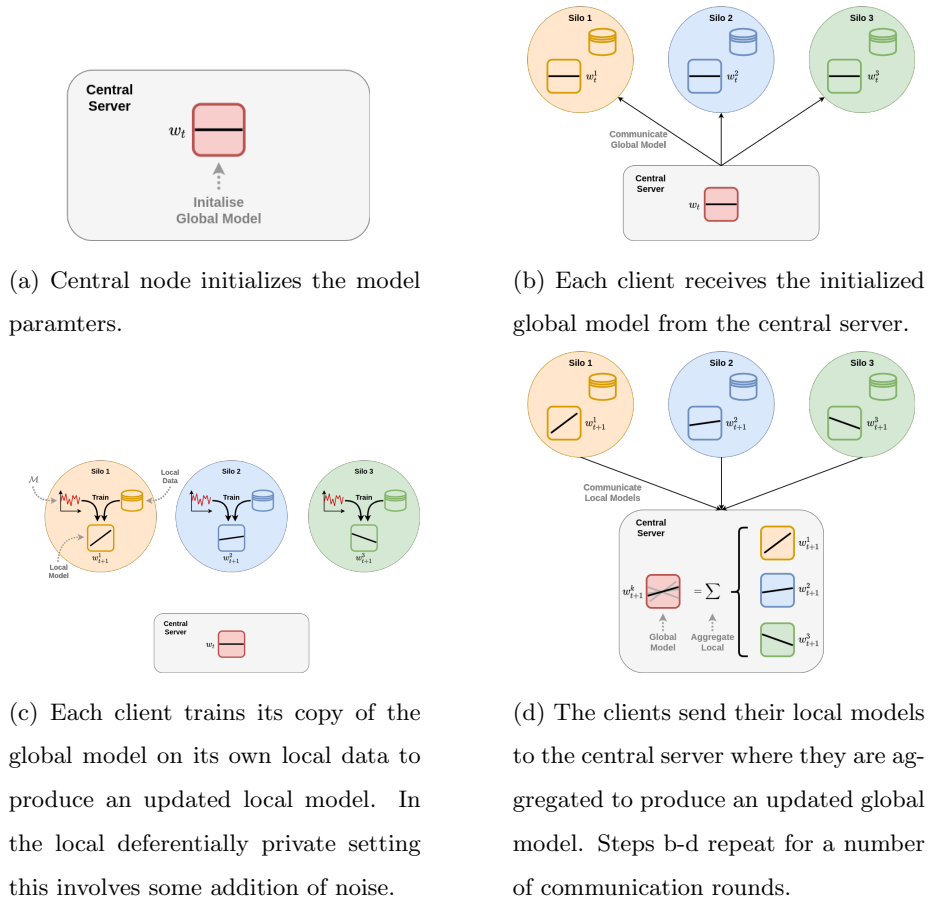 Central
Server
w_t
Initalise
Global Model
(a) Central node initializes the model
paramters.
Silo 1
Silo 2
Silo 3
w_t^1
w_t^2
w_t^3
Communicate
Global Model
Central
Server
w_t
(b) Each client receives the initialized
global model from the central server.
Silo 1
Silo 2
Silo 3
ℳ
Local
Data
Train
Train
Train
w_{t+1}^1
w_{t+1}^2
w_{t+1}^3
Local
Model
Central
Server
w_t
(c) Each client trains its copy of the
global model on its own local data to
produce an updated local model. In
the local deferentially private setting
this involves some addition of noise.
Silo 1
Silo 2
Silo 3
w_{t+1}^1
w_{t+1}^2
w_{t+1}^3
Communicate
Local Models
Central
Server
w_{t+1}^1
w_{t+1}^k = ∑
w_{t+1}^2
Global
Model
Aggregate
Local
w_{t+1}^3
(d) The clients send their local models
to the central server where they are ag-
gregated to produce an updated global
model. Steps b-d repeat for a number
of communication rounds.